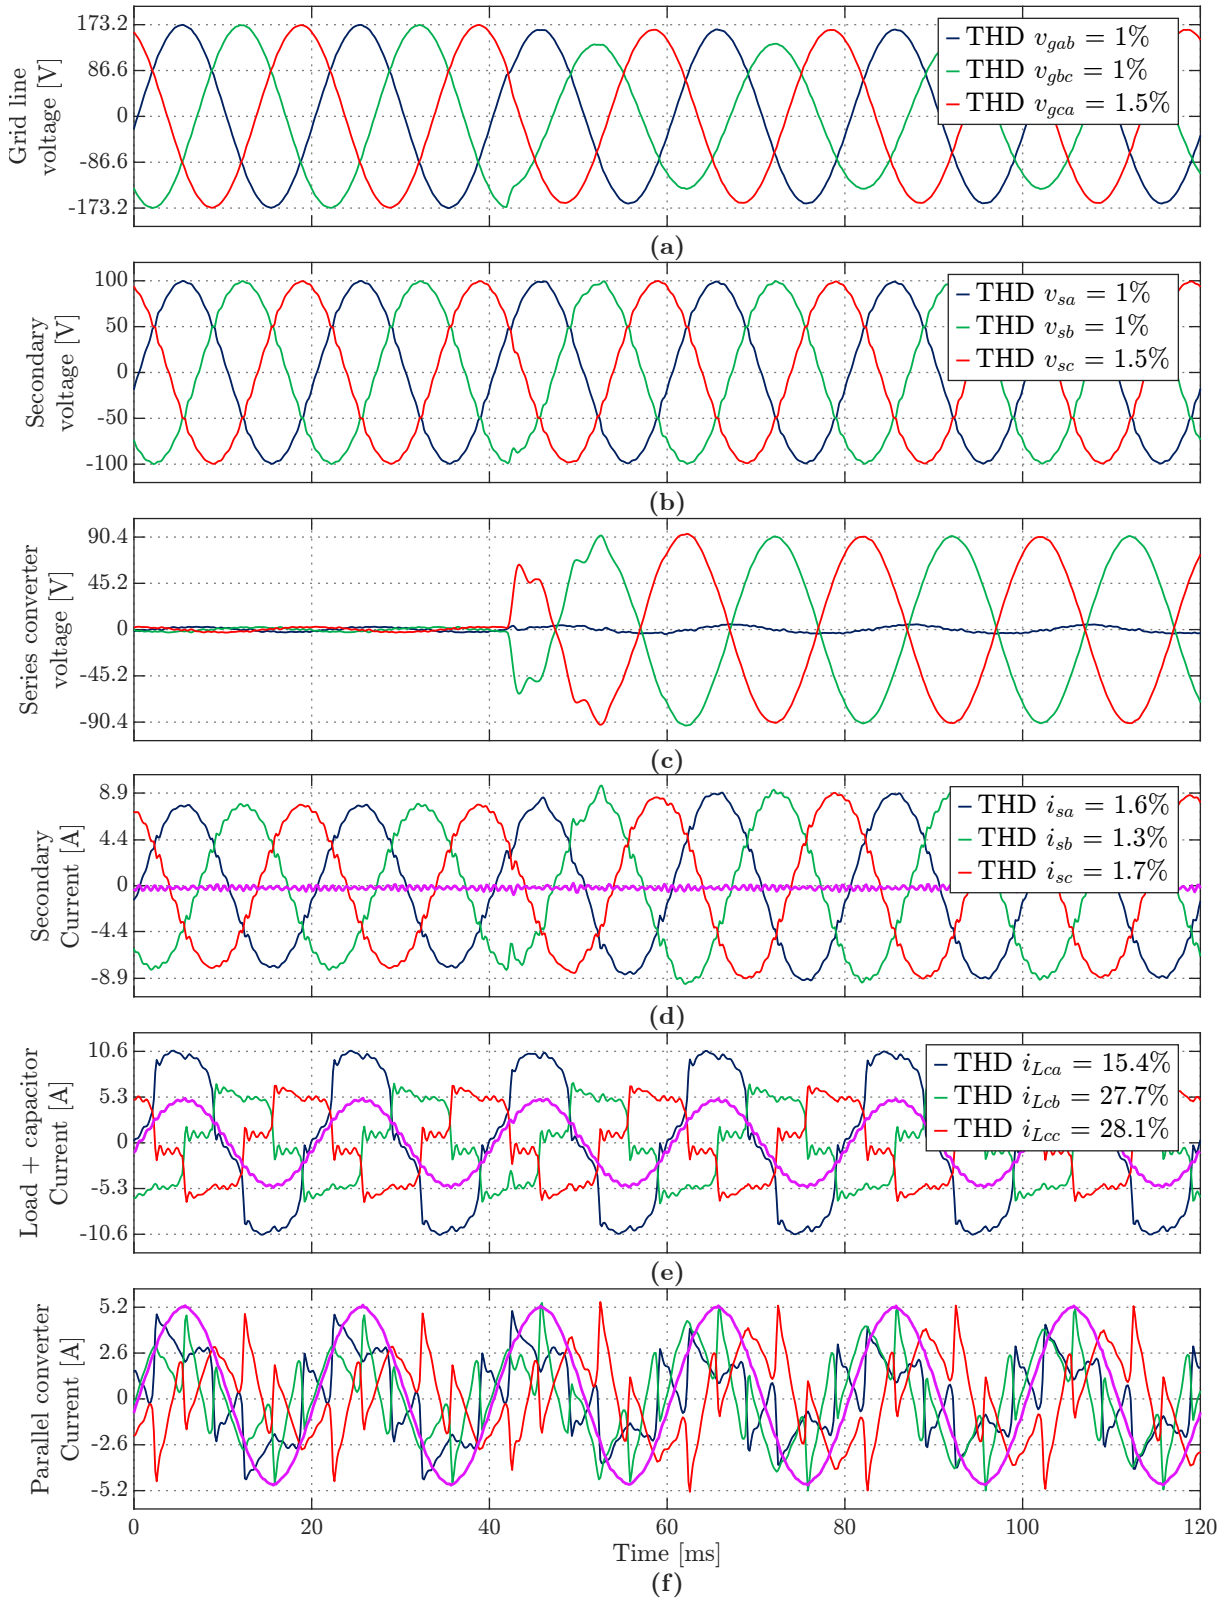 Grid line
voltage [V]
173.2
86.6
0
-86.6
-173.2
THD v_gab = 1%
THD v_gbc = 1%
THD v_gca = 1.5%
(a)
Secondary
voltage [V]
100
50
0
-50
-100
THD v_sa = 1%
THD v_sb = 1%
THD v_sc = 1.5%
(b)
Series converter
voltage [V]
90.4
45.2
0
-45.2
-90.4
(c)
Secondary
Current [A]
8.9
4.4
0
-4.4
-8.9
THD i_sa = 1.6%
THD i_sb = 1.3%
THD i_sc = 1.7%
(d)
Load + capacitor
Current [A]
10.6
5.3
0
-5.3
-10.6
THD i_Lca = 15.4%
THD i_Lcb = 27.7%
THD i_Lcc = 28.1%
(e)
Parallel converter
Current [A]
5.2
2.6
0
-2.6
-5.2
0 20 40 60 80 100 120
Time [ms]
(f)